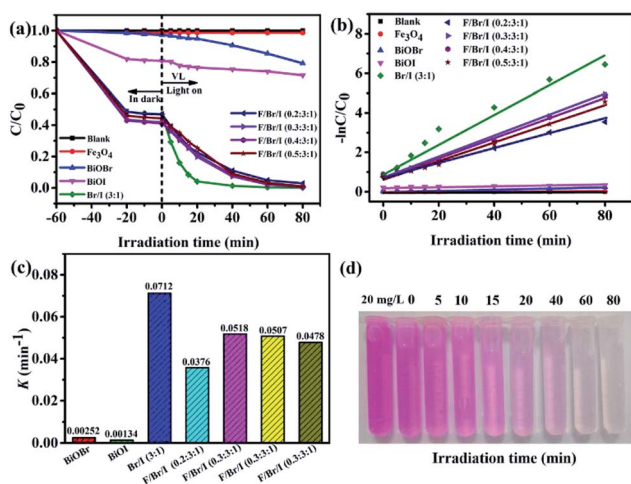 (a)
C/C0
1.0
0.8
0.6
0.4
0.2
0.0
VL
In dark
Light on
Blank
Fe3O4
BiOBr
BiOI
Br/I (3:1)
F/Br/I (0.2:3:1)
F/Br/I (0.3:3:1)
F/Br/I (0.4:3:1)
F/Br/I (0.5:3:1)
-60 -40 -20 0 20 40 60 80
Irradiation time (min)
(b)
-lnC/C0
8
6
4
2
0
-2
Blank
Fe3O4
BiOBr
BiOI
Br/I (3:1)
F/Br/I (0.2:3:1)
F/Br/I (0.3:3:1)
F/Br/I (0.4:3:1)
F/Br/I (0.5:3:1)
0 20 40 60 80
Irradiation time (min)
(c)
K (min-1)
0.08
0.06
0.04
0.02
0.00
0.00252
0.00134
0.0712
0.0376
0.0518
0.0507
0.0478
BiOBr
BiOI
Br/I (3:1)
F/Br/I (0.2:3:1)
F/Br/I (0.3:3:1)
F/Br/I (0.3:3:1)
F/Br/I (0.3:3:1)
(d)
20 mg/L 0 5 10 15 20 40 60 80
Irradiation time (min)